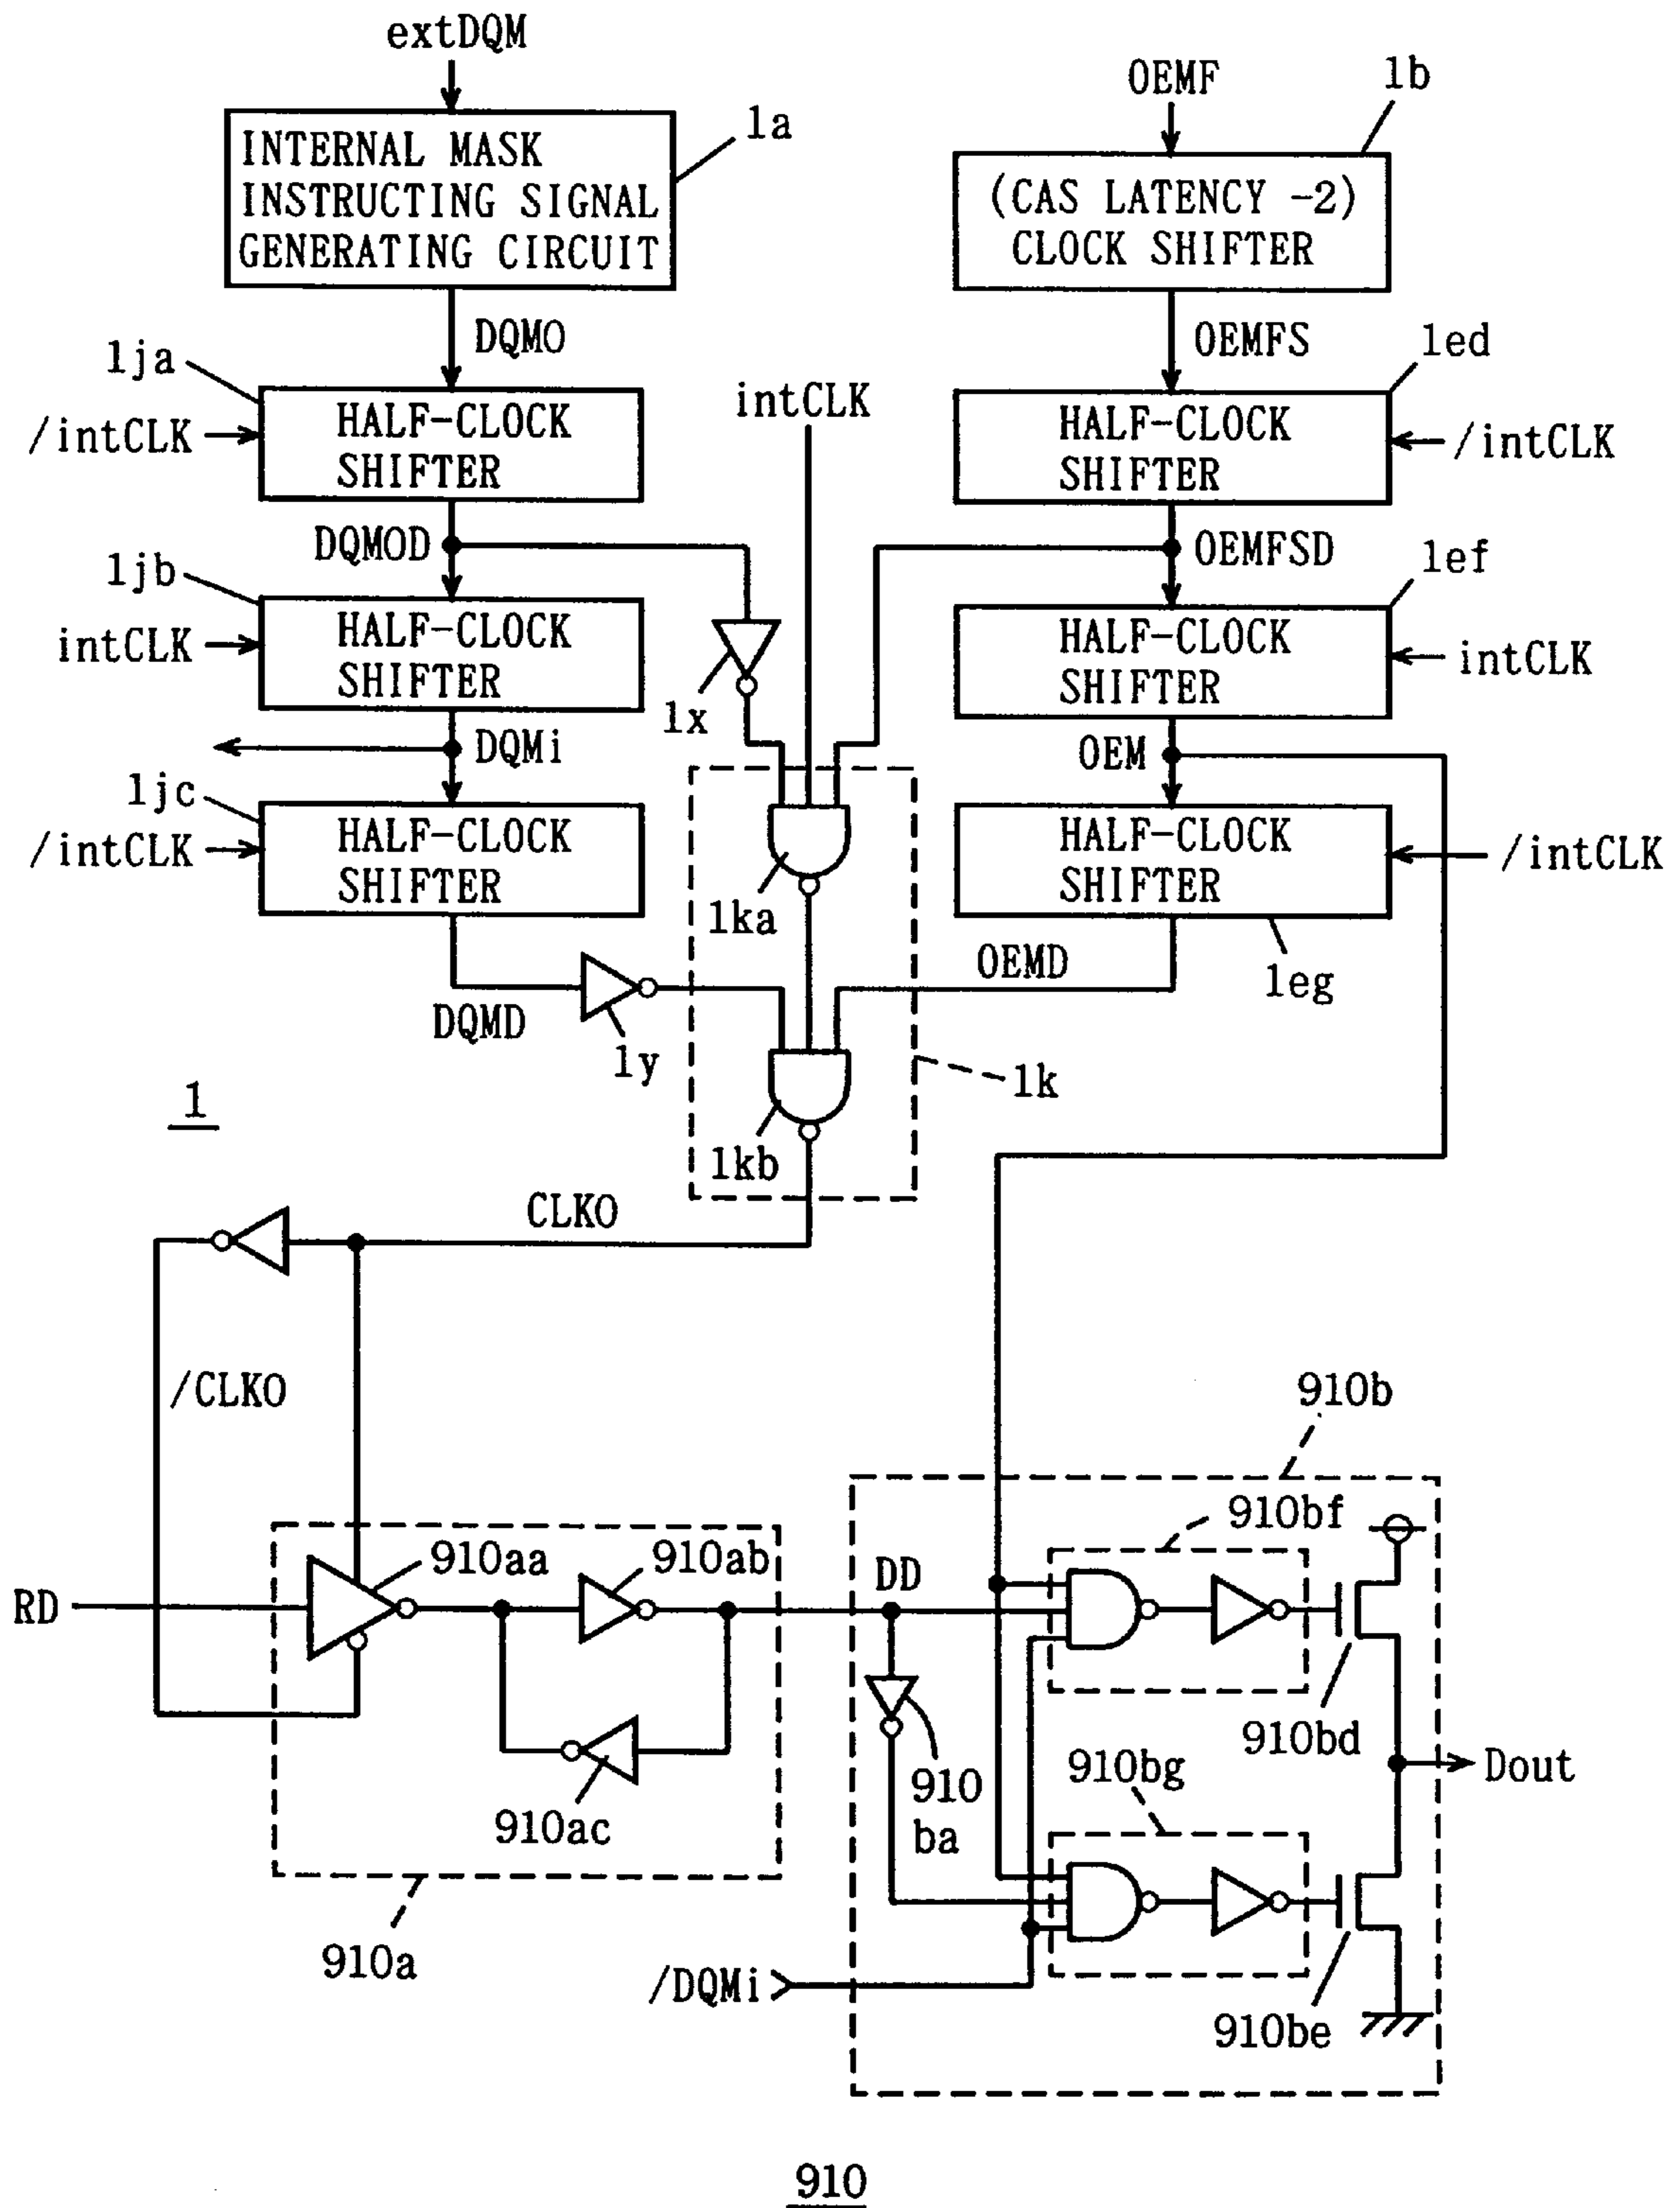 extDQM
OEMF
1b
1a
INTERNAL MASK
INSTRUCTING SIGNAL
GENERATING CIRCUIT
(CAS LATENCY -2)
CLOCK SHIFTER
DQMO
OEMFS
1ja
1ed
/intCLK
HALF-CLOCK
SHIFTER
intCLK
HALF-CLOCK
SHIFTER
/intCLK
DQMOD
OEMFSD
1jb
1ef
intCLK
HALF-CLOCK
SHIFTER
1x
HALF-CLOCK
SHIFTER
intCLK
DQMi
OEM
1jc
/intCLK
HALF-CLOCK
SHIFTER
1ka
HALF-CLOCK
SHIFTER
/intCLK
OEMD
1eg
DQMD
1y
1k
1
1kb
CLKO
/CLKO
910b
910bf
910aa
910ab
DD
RD
910bd
910bg
Dout
910
ba
910ac
910a
/DQMi
910be
910